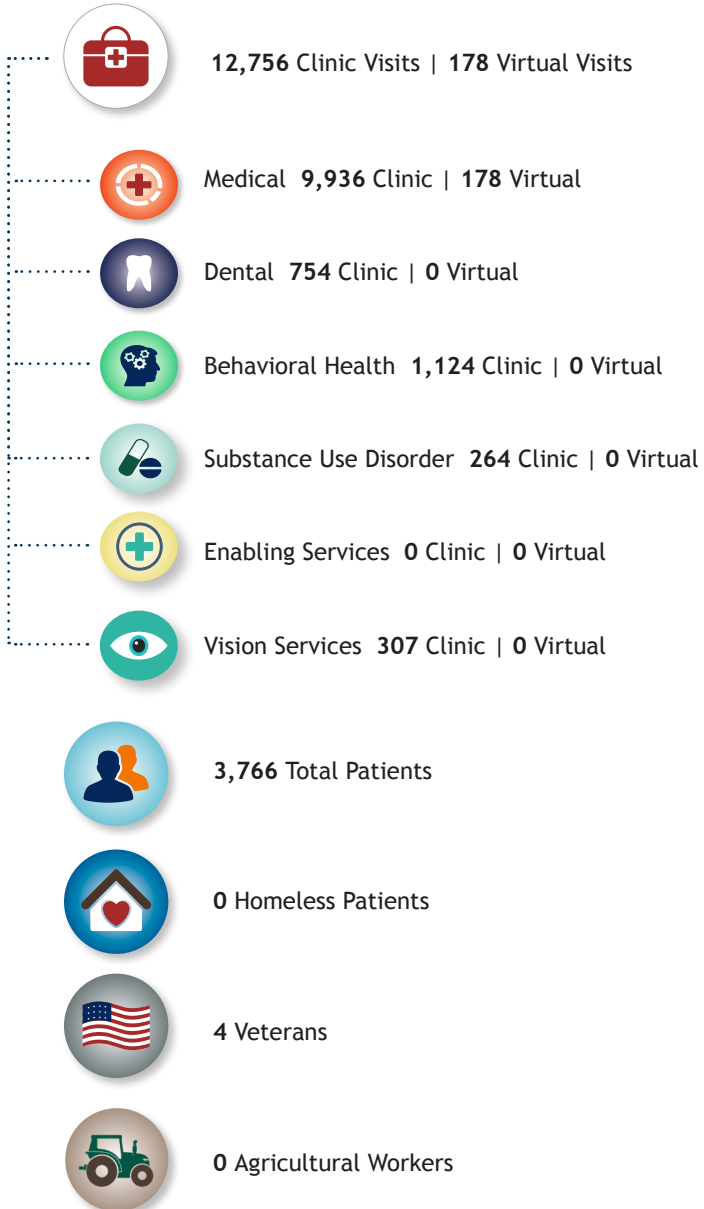 12,756 Clinic Visits | 178 Virtual Visits
Medical 9,936 Clinic | 178 Virtual
Dental 754 Clinic | 0 Virtual
Behavioral Health 1,124 Clinic | 0 Virtual
Substance Use Disorder 264 Clinic | 0 Virtual
Enabling Services 0 Clinic | 0 Virtual
Vision Services 307 Clinic | 0 Virtual
3,766 Total Patients
0 Homeless Patients
4 Veterans
0 Agricultural Workers